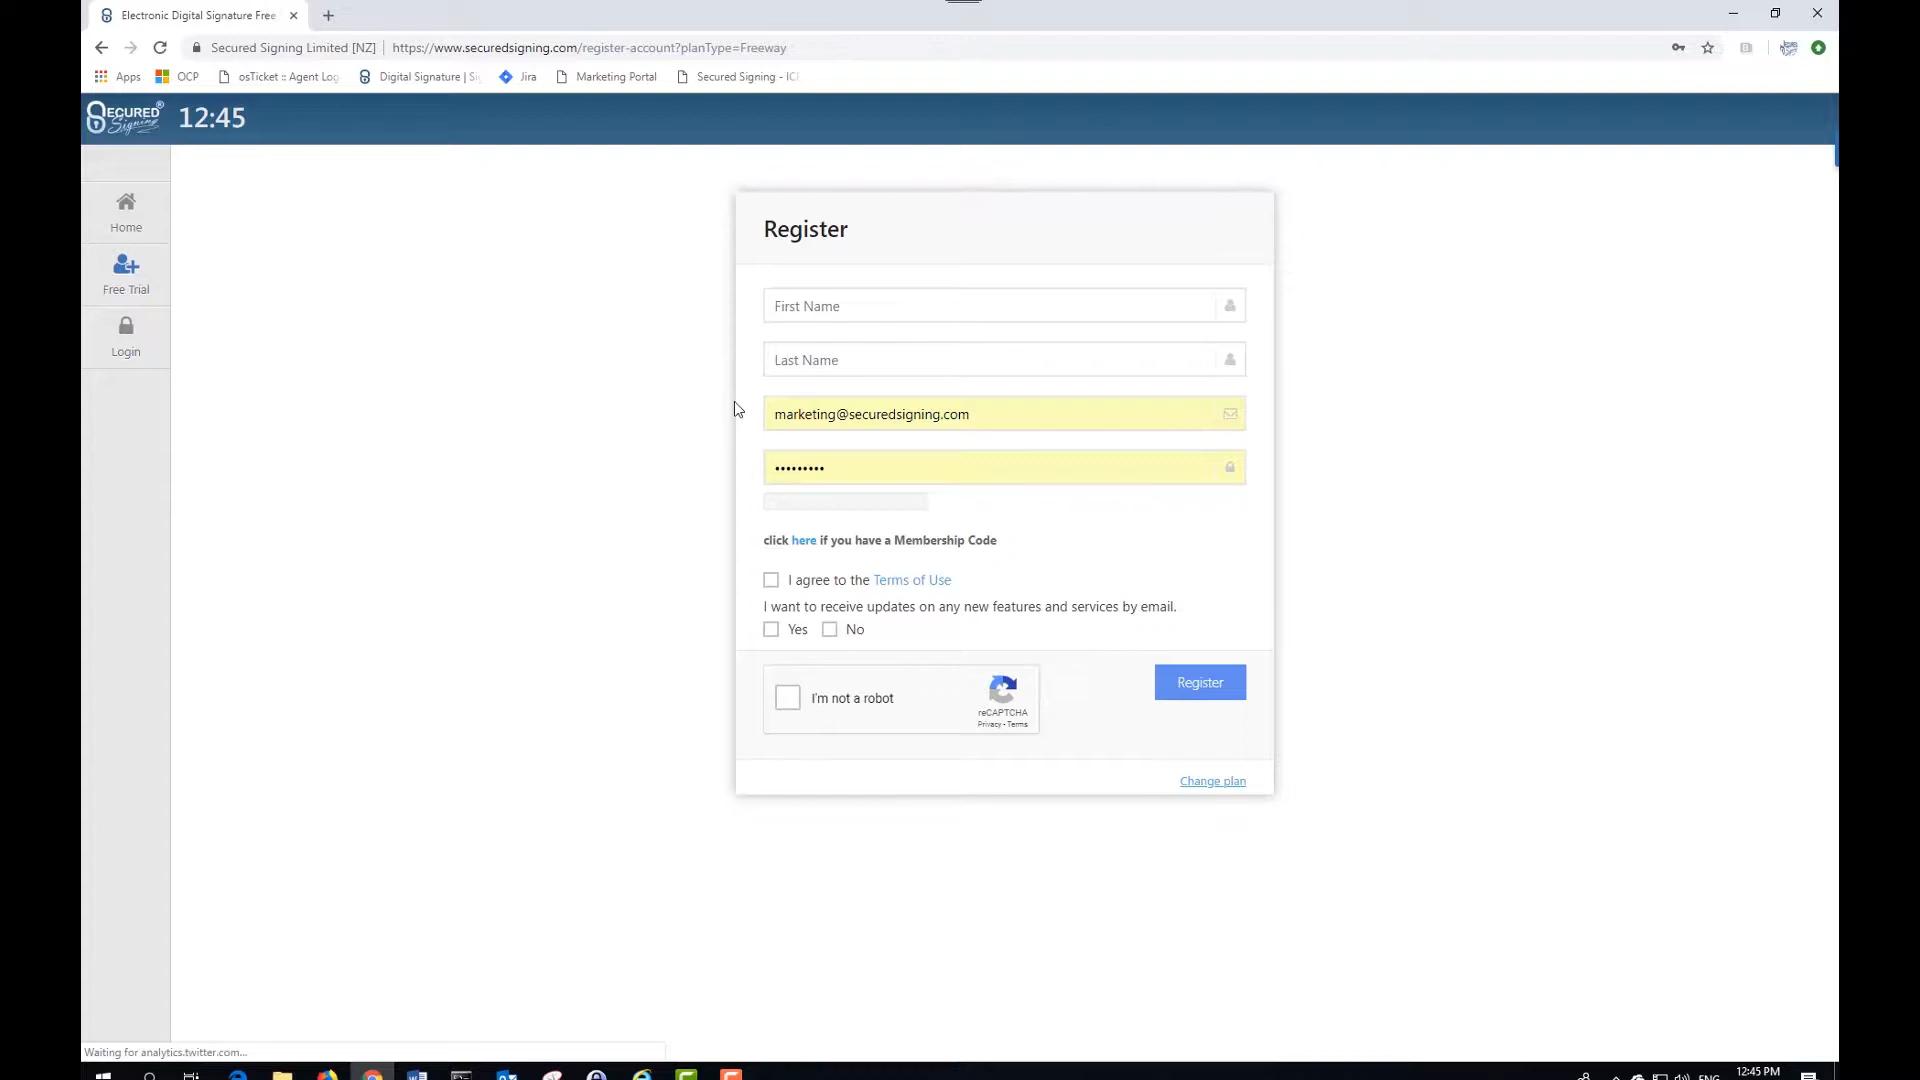 Electronic Digital Signature Free
Secured Signing Limited [NZ] https://www.securedsigning.com/register-account?planType=Freeway
Apps OCP osTicket :: Agent Log Digital Signature | Si Jira Marketing Portal Secured Signing - ICF
SECURED® Signing 12:45
Home
Free Trial
Login
Register
First Name
Last Name
marketing@securedsigning.com
•••••••••
click here if you have a Membership Code
I agree to the Terms of Use
I want to receive updates on any new features and services by email.
Yes No
I'm not a robot
reCAPTCHA
Privacy - Terms
Register
Change plan
Waiting for analytics.twitter.com...
ENG
12:45 PM